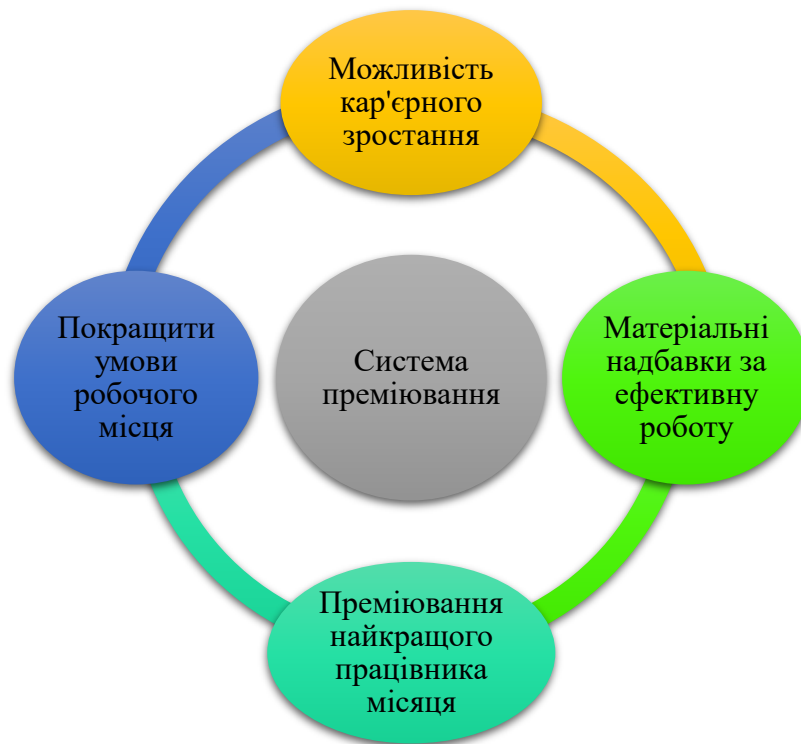 Можливість
кар'єрного
зростання
Покращити
умови
робочого
місця
Система
преміювання
Матеріальні
надбавки за
ефективну
роботу
Преміювання
найкращого
працівника
місяця